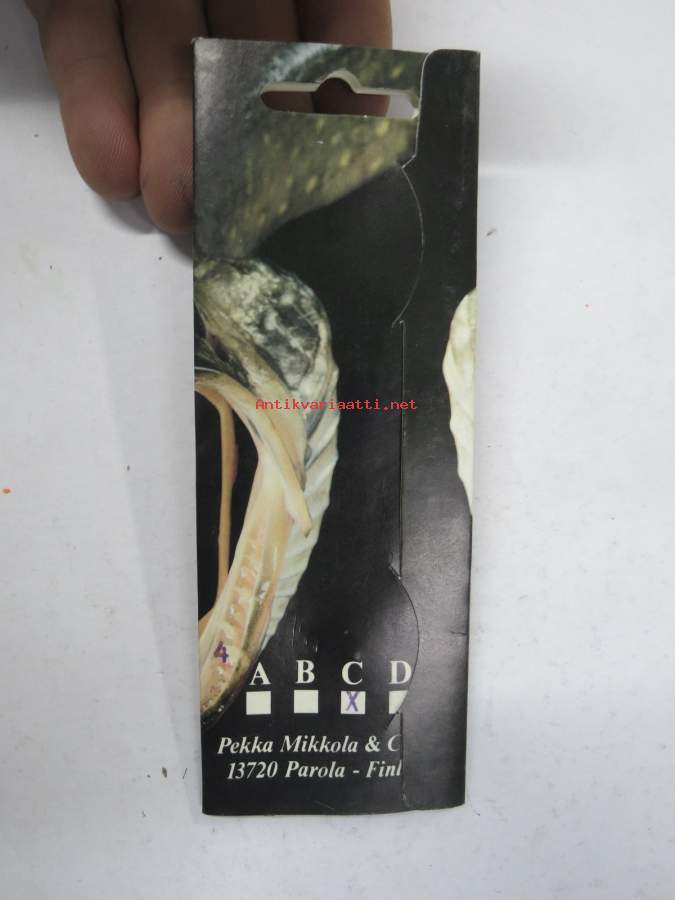 Antikvariaatti.net
4
A B C D
X
Pekka Mikkola & C
13720 Parola - Finl